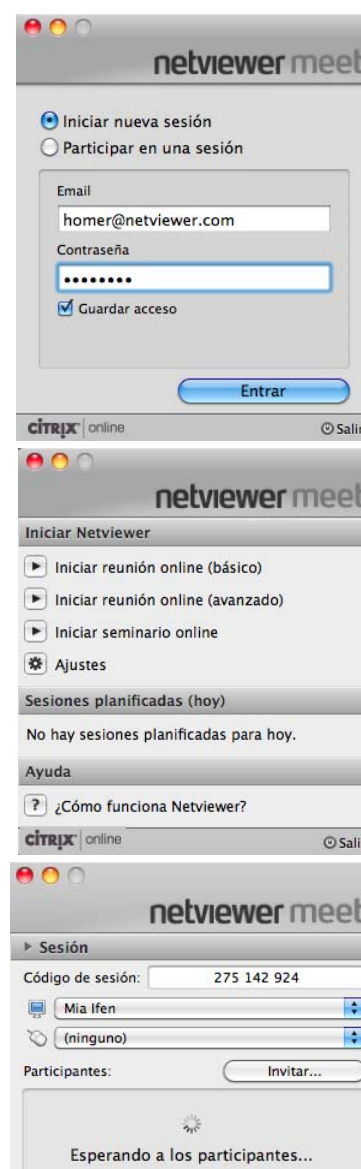 netviewer meet
Iniciar nueva sesión
Participar en una sesión
Email
homer@netviewer.com
Contraseña
••••••••
Guardar acceso
Entrar
CITRIX online Salir
netviewer meet
Iniciar Netviewer
Iniciar reunión online (básico)
Iniciar reunión online (avanzado)
Iniciar seminario online
Ajustes
Sesiones planificadas (hoy)
No hay sesiones planificadas para hoy.
Ayuda
? ¿Cómo funciona Netviewer?
CITRIX online Sali
netviewer meet
Sesión
Código de sesión: 275 142 924
Mia Ifen
(ninguno)
Participantes: Invitar...
Esperando a los participantes...